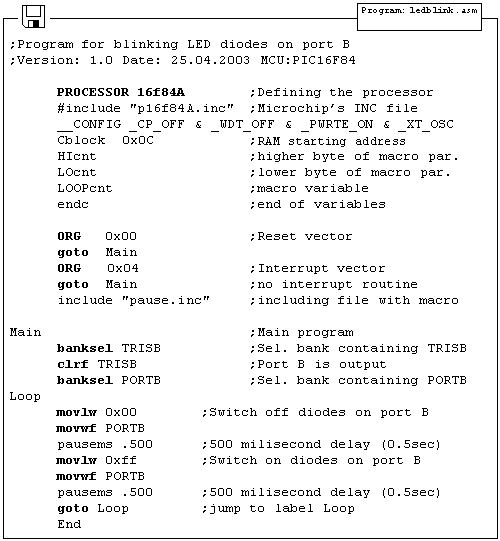 Program: ledblink.asm
;Program for blinking LED diodes on port B
;Version: 1.0 Date: 25.04.2003 MCU:PIC16F84
PROCESSOR 16f84A ;Defining the processor
#include "p16f84A.inc" ;Microchip's INC file
__CONFIG _CP_OFF & _WDT_OFF & _PWRTE_ON & _XT_OSC
Cblock 0x0C ;RAM starting address
HIcnt ;higher byte of macro par.
LOcnt ;lower byte of macro par.
LOOPcnt ;macro variable
endc ;end of variables
ORG 0x00 ;Reset vector
goto Main
ORG 0x04 ;Interrupt vector
goto Main ;no interrupt routine
include "pause.inc" ;including file with macro
Main ;Main program
banksel TRISB ;Sel. bank containing TRISB
clrf TRISB ;Port B is output
banksel PORTB ;Sel. bank containing PORTB
Loop
movlw 0x00 ;Switch off diodes on port B
movwf PORTB
pausems .500 ;500 milisecond delay (0.5sec)
movlw 0xff ;Switch on diodes on port B
movwf PORTB
pausems .500 ;500 milisecond delay (0.5sec)
goto Loop ;jump to label Loop
End